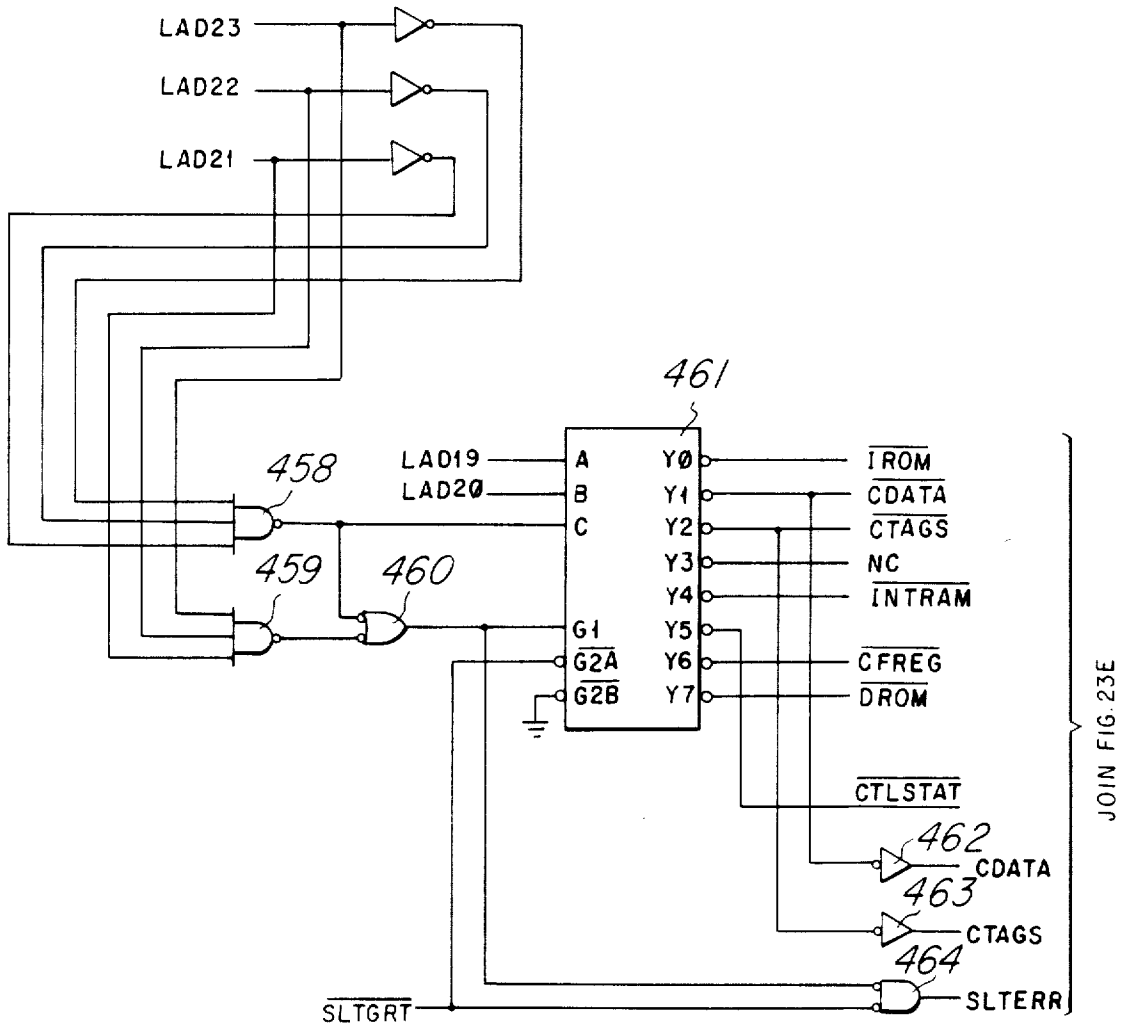 LAD23
LAD22
LAD21
461
LAD19
LAD20
A
B
C
G1
G2A
G2B
Y0
Y1
Y2
Y3
Y4
Y5
Y6
Y7
IROM
CDATA
CTAGS
NC
INTRAM
CFREG
DROM
CTLSTAT
458
459
460
462
CDATA
463
CTAGS
464
SLTERR
SLTGRT
JOIN FIG. 23E